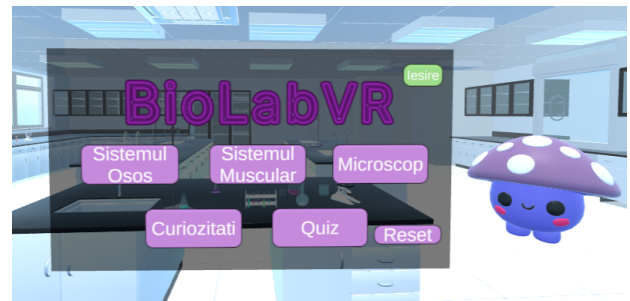 Iesire
BioLabVR
Sistemul
Osos
Sistemul
Muscular
Microscop
Curiozitati
Quiz
Reset